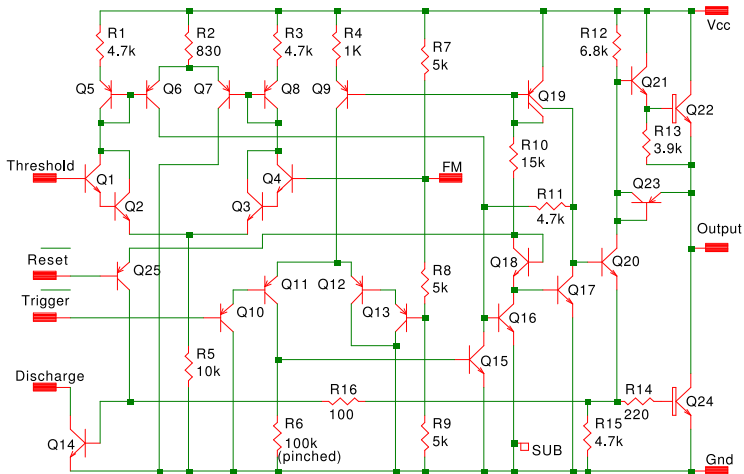 Vcc
R1
4.7k
R2
830
R3
4.7k
R4
1K
R7
5k
R12
6.8k
Q5
Q6
Q7
Q8
Q9
Q19
Q21
Q22
R10
15k
R13
3.9k
Threshold
Q1
Q2
Q3
Q4
FM
R11
4.7k
Q23
Output
Reset
Q25
Q18
Q20
Trigger
Q10
Q11
Q12
Q13
R8
5k
Q16
Q17
Q15
R5
10k
Discharge
R16
100
R14
220
Q24
Q14
R6
100k
(pinched)
R9
5k
SUB
R15
4.7k
Gnd